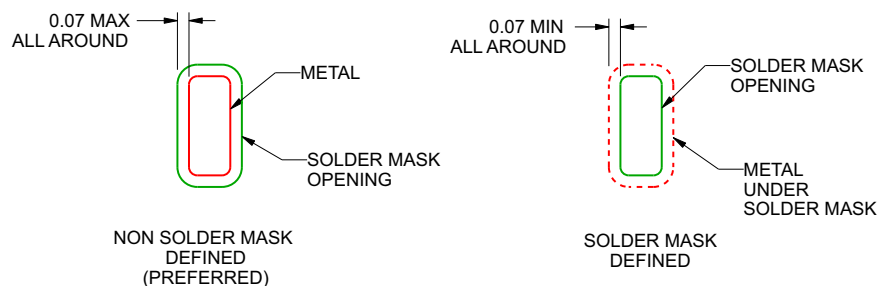 0.07 MAX
ALL AROUND
METAL
SOLDER MASK
OPENING
NON SOLDER MASK
DEFINED
(PREFERRED)
0.07 MIN
ALL AROUND
SOLDER MASK
OPENING
METAL
UNDER
SOLDER MASK
SOLDER MASK
DEFINED